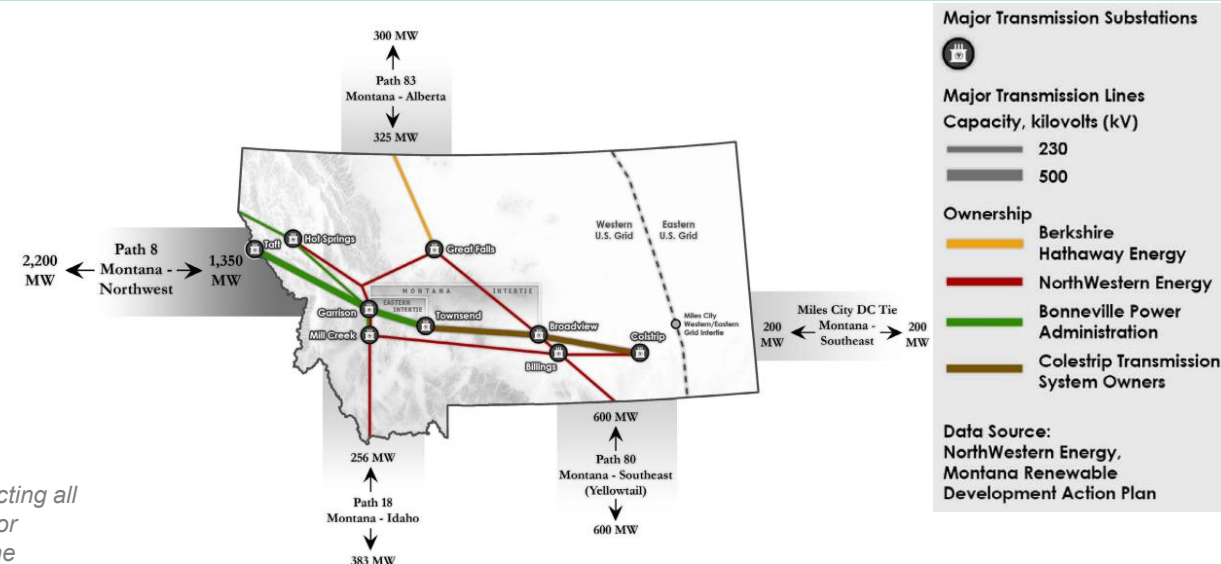 300 MW
Path 83
Montana - Alberta
325 MW
2,200
MW
Path 8
Montana -
Northwest
1,350
MW
Taft
Hot Springs
Great Falls
Western
U.S. Grid
Eastern
U.S. Grid
MONTANA INTERTIE
EASTERN
INTERTIE
Garrison
Townsend
Mill Creek
Broadview
Colstrip
Billings
Miles City
Western/Eastern
Grid Intertie
200
MW
Miles City DC Tie
Montana -
Southeast
200
MW
256 MW
Path 18
Montana - Idaho
383 MW
600 MW
Path 80
Montana - Southeast
(Yellowtail)
600 MW
cting all
or
Major Transmission Substations
Major Transmission Lines
Capacity, kilovolts (kV)
230
500
Ownership
Berkshire
Hathaway Energy
NorthWestern Energy
Bonneville Power
Administration
Colestrip Transmission
System Owners
Data Source:
NorthWestern Energy,
Montana Renewable
Development Action Plan